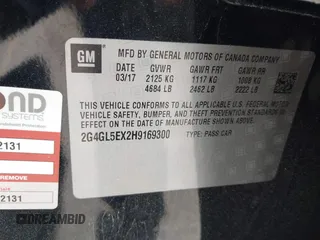 GM
MFD BY GENERAL MOTORS OF CANADA COMPANY
DATE GVWR GAWR FRT GAWR RR
03/17 2125 KG 1117 KG 1008 KG
4684 LB 2462 LB 2222 LB
THIS VEHICLE CONFORMS TO ALL APPLICABLE U.S. FEDERAL MOTOR
VEHICLE SAFETY, BUMPER, AND THEFT PREVENTION
STANDARDS IN EFFECT ON THE DATE OF
MANUFACTURE SHOWN ABOVE.
2G4GL5EX2H9169300 TYPE: PASS CAR
OND
Systems
2131
2131
CLEARBIDCAR